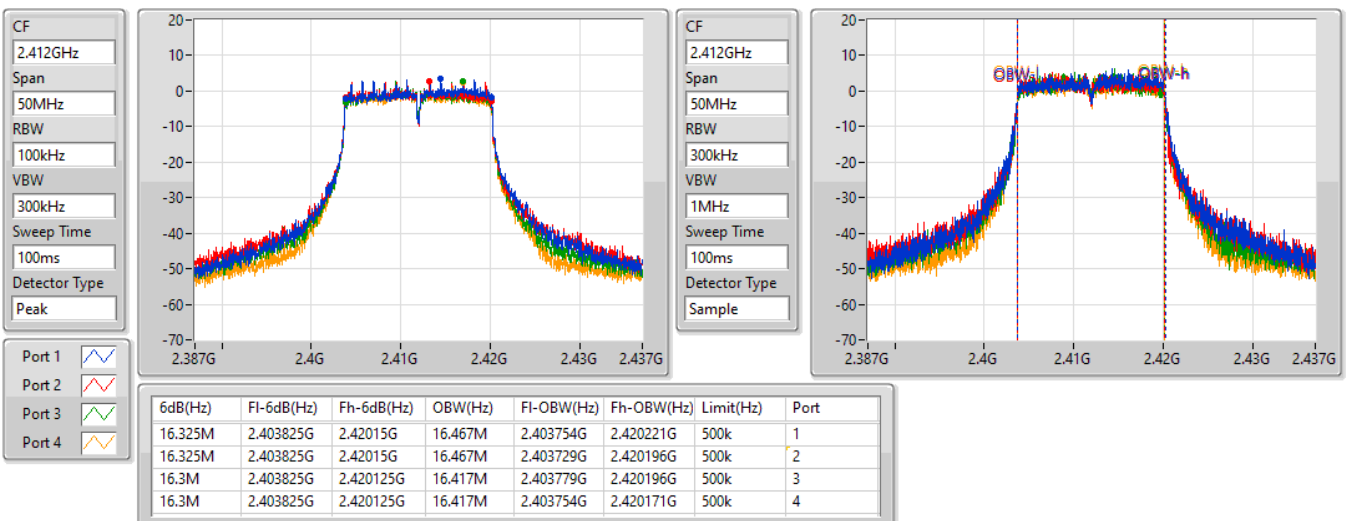 CF
2.412GHz
Span
50MHz
RBW
100kHz
VBW
300kHz
Sweep Time
100ms
Detector Type
Peak
20
10
0
-10
-20
-30
-40
-50
-60
-70
2.387G 2.4G 2.41G 2.42G 2.43G 2.437G
CF
2.412GHz
Span
50MHz
RBW
300kHz
VBW
1MHz
Sweep Time
100ms
Detector Type
Sample
20
10
0
-10
-20
-30
-40
-50
-60
-70
OBW-l OBW-h
2.387G 2.4G 2.41G 2.42G 2.43G 2.437G
Port 1
Port 2
Port 3
Port 4
6dB(Hz) Fl-6dB(Hz) Fh-6dB(Hz) OBW(Hz) Fl-OBW(Hz) Fh-OBW(Hz) Limit(Hz) Port
16.325M 2.403825G 2.42015G 16.467M 2.403754G 2.420221G 500k 1
16.325M 2.403825G 2.42015G 16.467M 2.403729G 2.420196G 500k 2
16.3M 2.403825G 2.420125G 16.417M 2.403779G 2.420196G 500k 3
16.3M 2.403825G 2.420125G 16.417M 2.403754G 2.420171G 500k 4